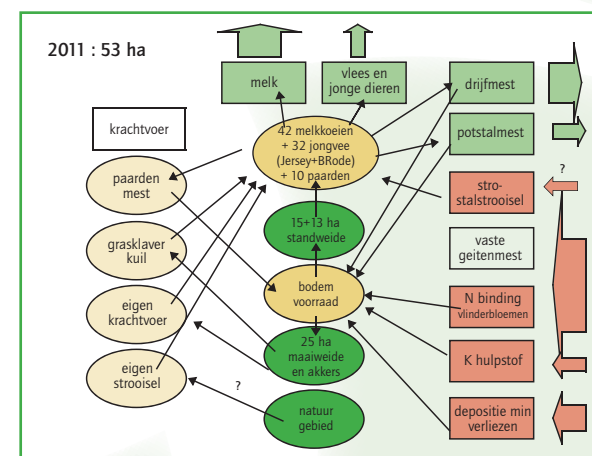 2011 : 53 ha
melk
vlees en
jonge dieren
drijfmest
krachtvoer
42 melkkoeien
+ 32 jongvee
(Jersey+BRode)
+ 10 paarden
potstalmest
paarden
mest
stro-
stalstrooisel
?
15+13 ha
standweide
grasklaver
kuil
vaste
geitenmest
bodem
voorraad
eigen
krachtvoer
N binding
vlinderbloemen
25 ha
maaiweide
en akkers
K hulpstof
eigen
strooisel
?
natuur
gebied
depositie min
verliezen